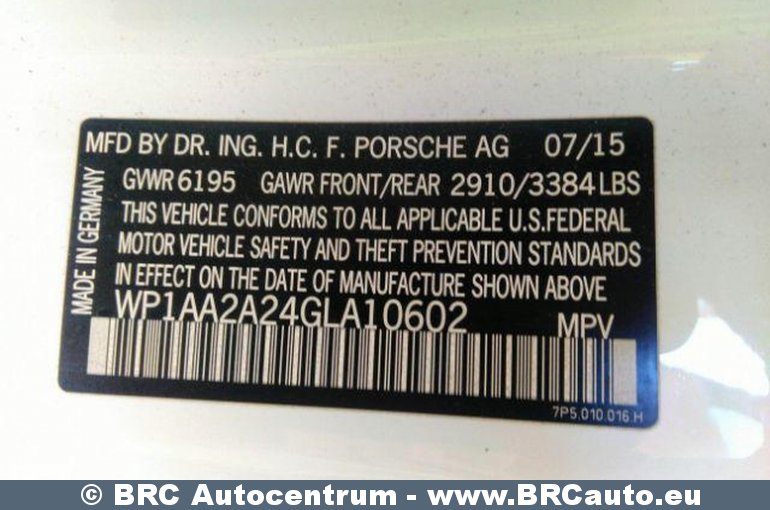 MFD BY DR. ING. H.C. F. PORSCHE AG 07/15
MADE IN GERMANY
GVWR 6195 GAWR FRONT/REAR 2910/3384 LBS
THIS VEHICLE CONFORMS TO ALL APPLICABLE U.S.FEDERAL
MOTOR VEHICLE SAFETY AND THEFT PREVENTION STANDARDS
IN EFFECT ON THE DATE OF MANUFACTURE SHOWN ABOVE
WP1AA2A24GLA10602 MPV
7P5.010.016.H
© BRC Autocentrum - www.BRCauto.eu